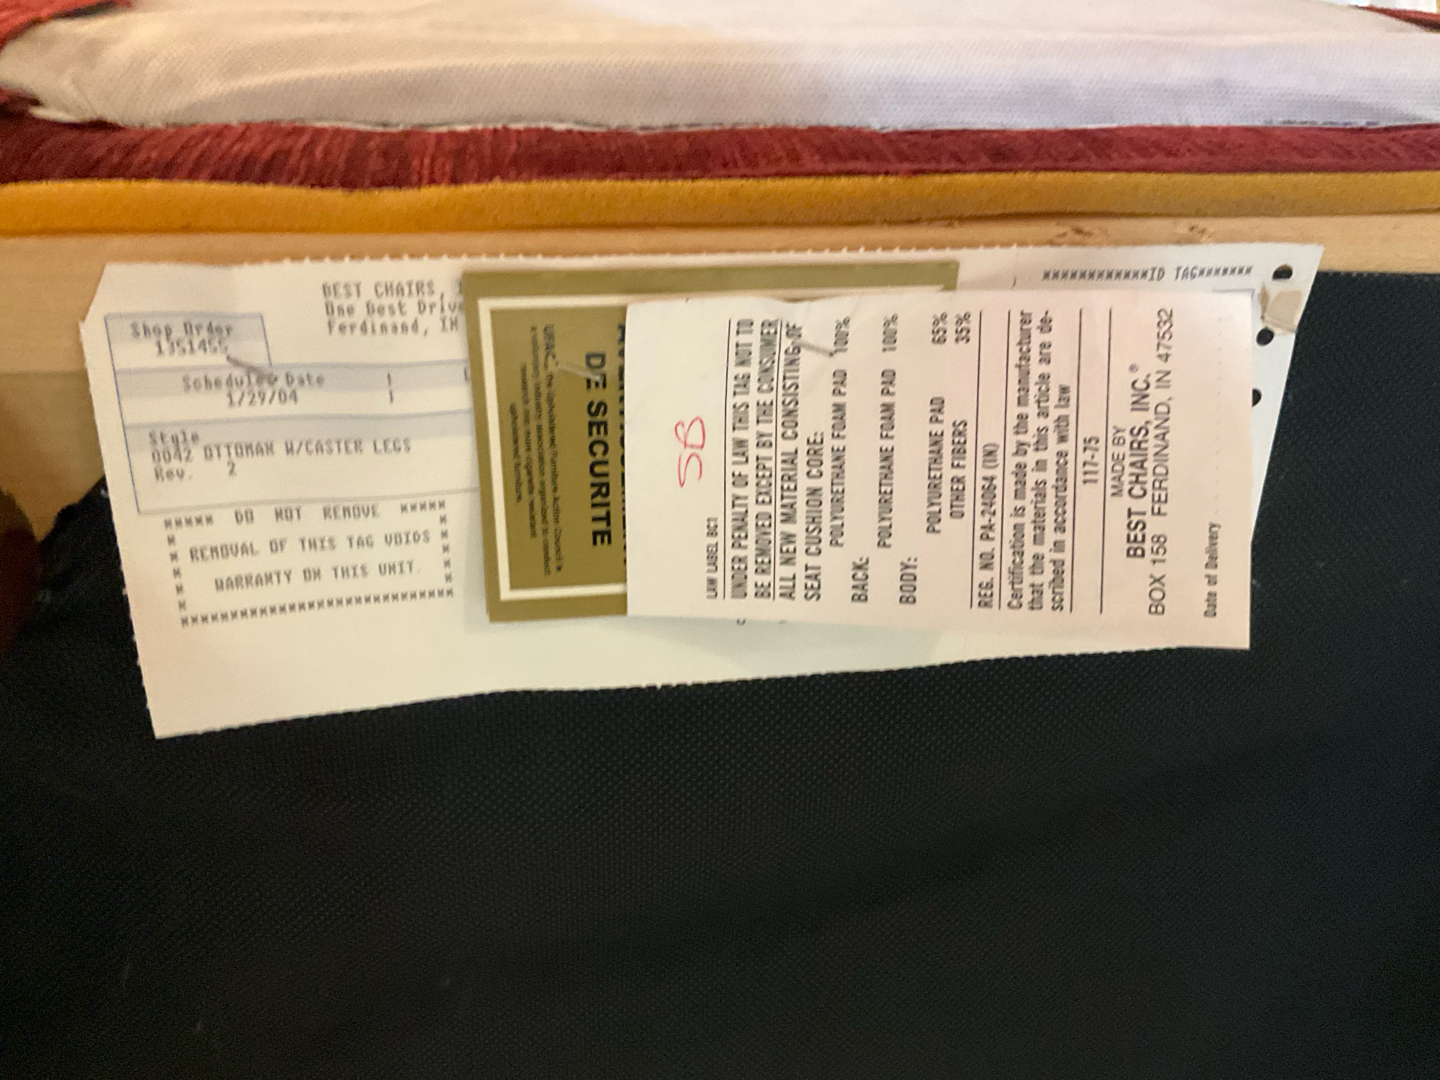 BEST CHAIRS,
One Best Drive
Ferdinand, IN
Shop Order
1351455
Schedule Date
1/29/04
Style
0042 OTTOMAN W/CASTER LEGS
Rev. 2
***** DO NOT REMOVE *****
* REMOVAL OF THIS TAG VOIDS *
* WARRANTY ON THIS UNIT. *
************ID TAG*******
DE SECURITE
SB
LAW LABEL BC1
UNDER PENALTY OF LAW THIS TAG NOT TO
BE REMOVED EXCEPT BY THE CONSUMER
ALL NEW MATERIAL CONSISTING OF
SEAT CUSHION CORE:
POLYURETHANE FOAM PAD 100%
BACK:
POLYURETHANE FOAM PAD 100%
BODY:
POLYURETHANE PAD 65%
OTHER FIBERS 35%
REG. NO. PA-24064 (IN)
Certification is made by the manufacturer
that the materials in this article are de-
scribed in accordance with law
117-75
MADE BY
BEST CHAIRS, INC.®
BOX 158 FERDINAND, IN 47532
Date of Delivery